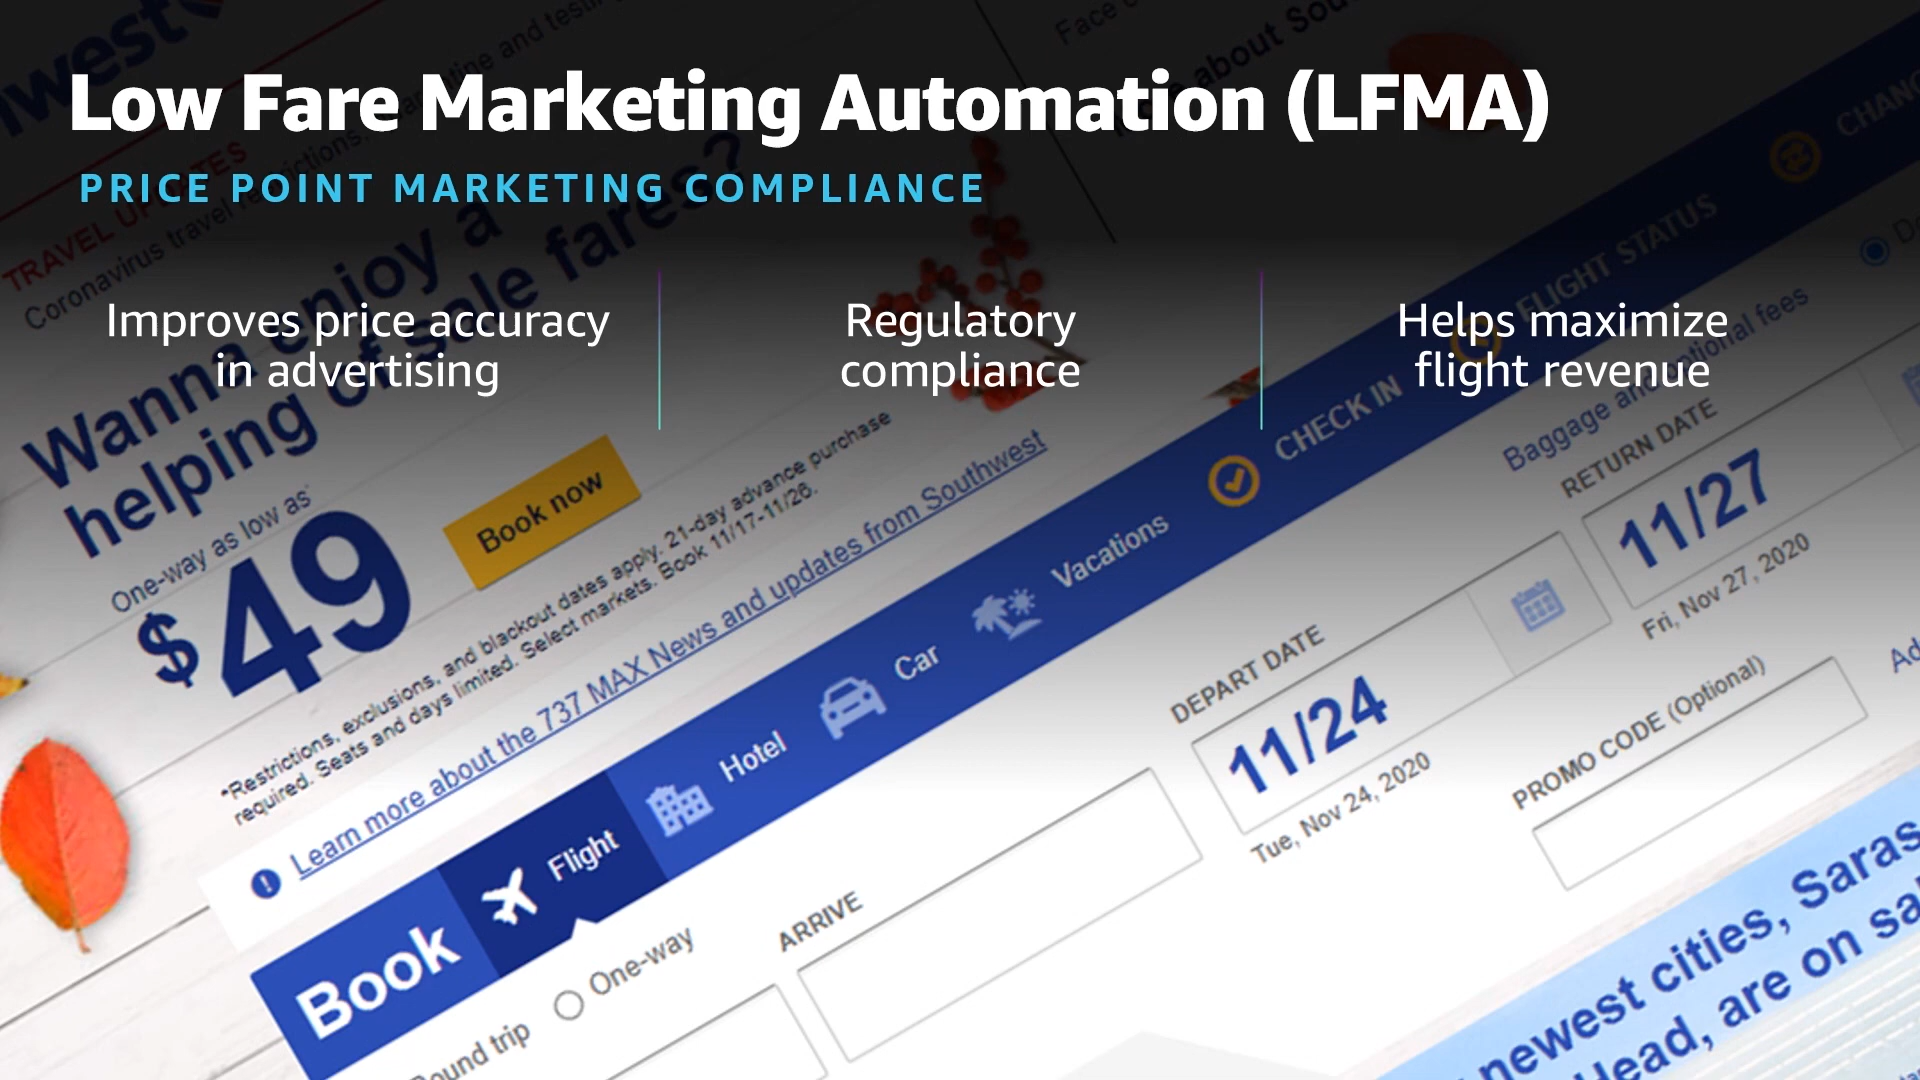 Low Fare Marketing Automation (LFMA)
PRICE POINT MARKETING COMPLIANCE
Improves price accuracy
in advertising
Regulatory
compliance
Helps maximize
flight revenue
TRAVEL UPDATES
Coronavirus travel
Wanna enjoy a
helping of sale fares?
One-way as low as
$49
Book now
*Restrictions, exclusions, and blackout dates apply. 21-day advance purchase
required. Seats and days limited. Select markets. Book 11/17-11/26.
Learn more about the 737 MAX News and updates from Southwest
Book
Flight
Hotel
Car
Vacations
CHECK IN
FLIGHT STATUS
Baggage and optional fees
One-way
ARRIVE
DEPART DATE
11/24
Tue, Nov 24, 2020
RETURN DATE
11/27
Fri, Nov 27, 2020
PROMO CODE (Optional)
newest cities, Saras
Head, are on sa